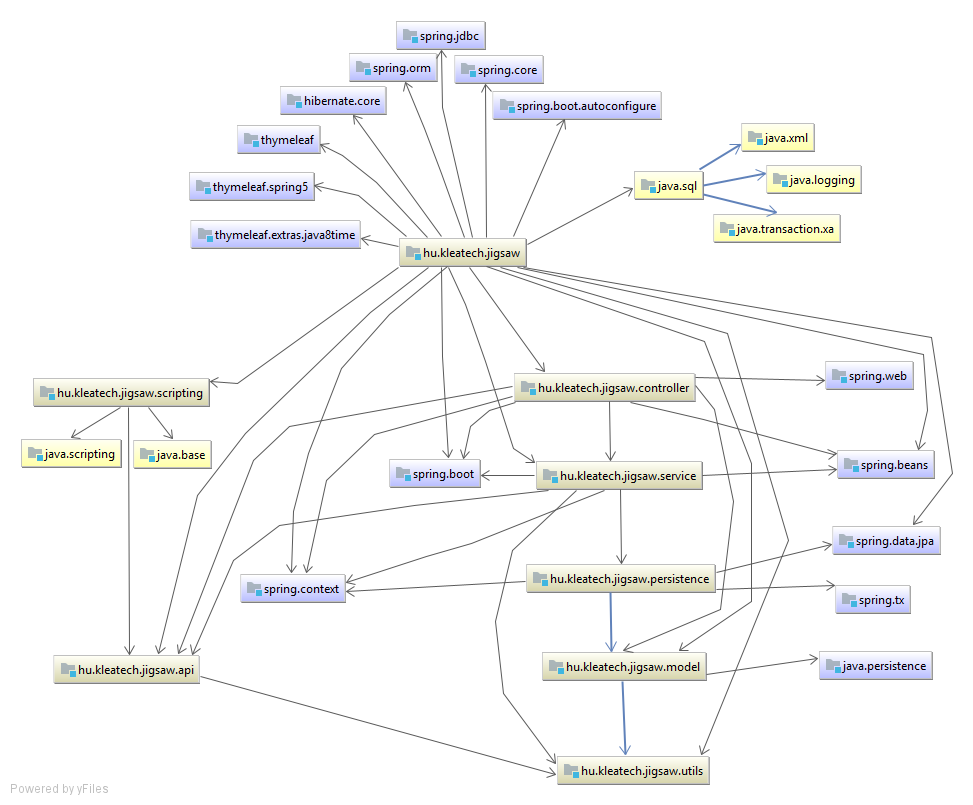 spring.jdbc
spring.orm
spring.core
hibernate.core
spring.boot.autoconfigure
thymeleaf
java.xml
thymeleaf.spring5
java.sql
java.logging
thymeleaf.extras.java8time
java.transaction.xa
hu.kleatech.jigsaw
hu.kleatech.jigsaw.scripting
hu.kleatech.jigsaw.controller
spring.web
java.scripting
java.base
spring.boot
hu.kleatech.jigsaw.service
spring.beans
spring.data.jpa
spring.context
hu.kleatech.jigsaw.persistence
spring.tx
hu.kleatech.jigsaw.api
hu.kleatech.jigsaw.model
java.persistence
hu.kleatech.jigsaw.utils
Powered by yFiles